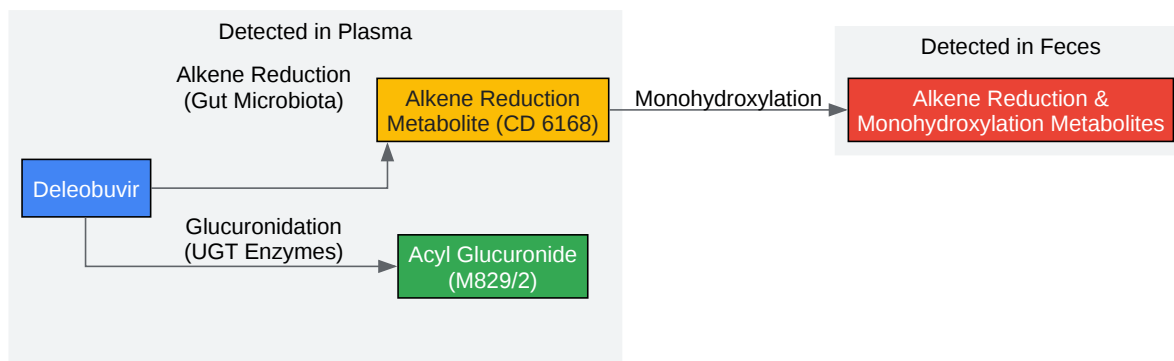 Detected in Plasma
Detected in Feces
Alkene Reduction
(Gut Microbiota)
Alkene Reduction
Metabolite (CD 6168)
Monohydroxylation
Alkene Reduction &
Monohydroxylation Metabolites
Deleobuvir
Glucuronidation
(UGT Enzymes)
Acyl Glucuronide
(M829/2)